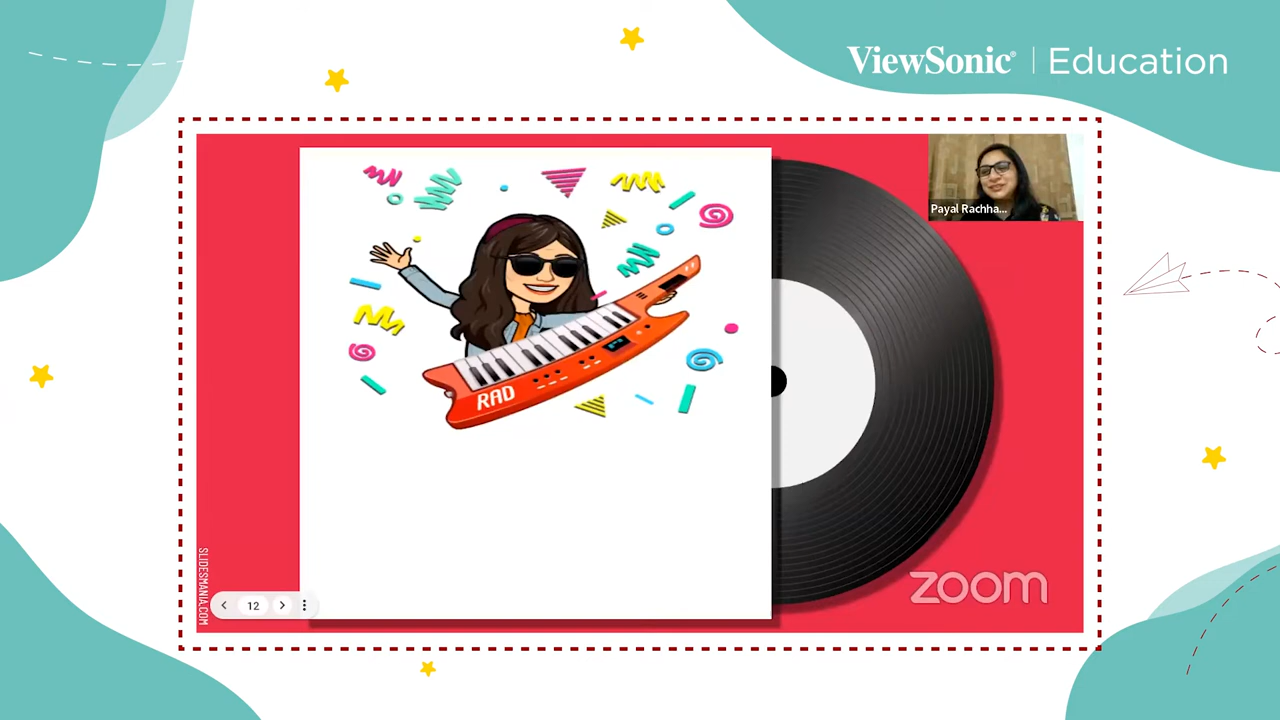 ViewSonic® | Education
Payal Rachha...
RAD
SLIDESMANIA.COM
12
zoom